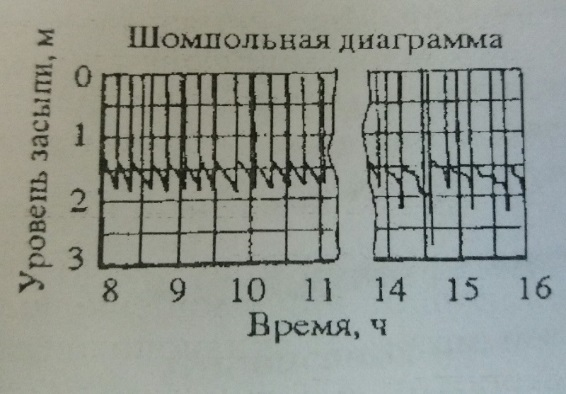 Шомпольная диаграмма
Уровень засыпи, м
0
1
2
3
8 9 10 11 14 15 16
Время, ч